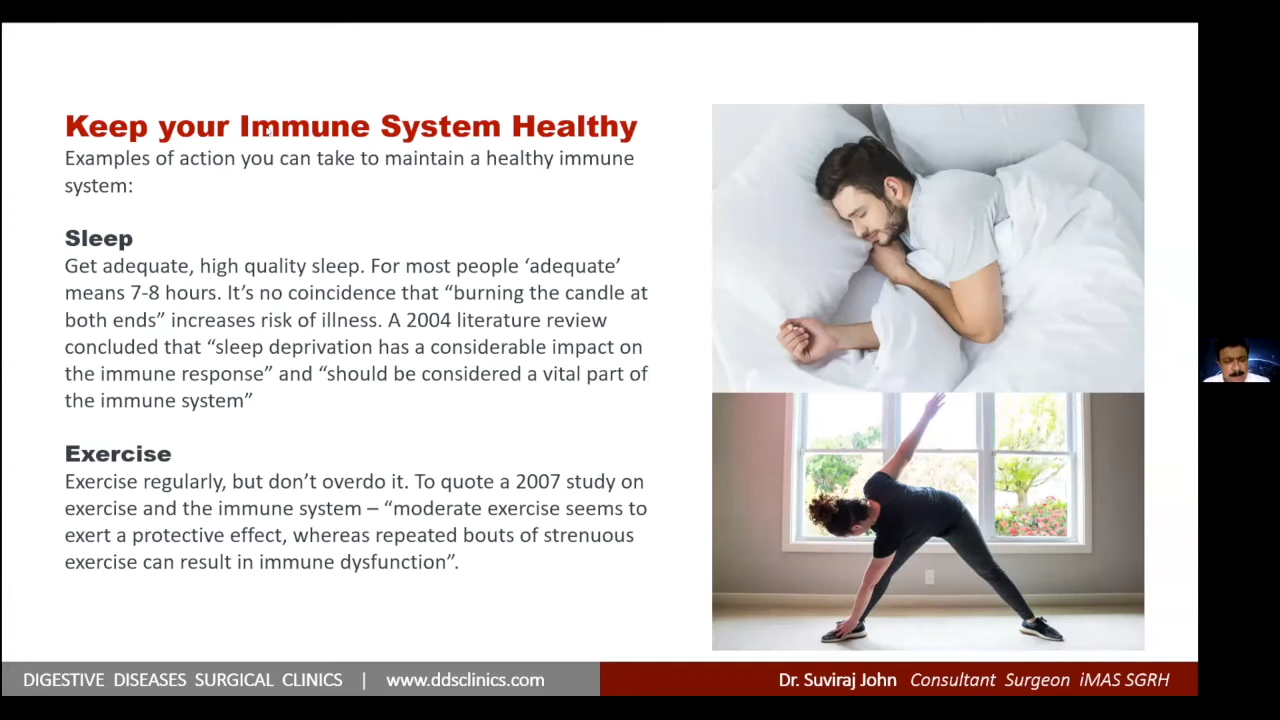 Keep your Immune System Healthy
Examples of action you can take to maintain a healthy immune
system:
Sleep
Get adequate, high quality sleep. For most people ‘adequate’
means 7-8 hours. It’s no coincidence that “burning the candle at
both ends” increases risk of illness. A 2004 literature review
concluded that “sleep deprivation has a considerable impact on
the immune response” and “should be considered a vital part of
the immune system”
Exercise
Exercise regularly, but don’t overdo it. To quote a 2007 study on
exercise and the immune system – “moderate exercise seems to
exert a protective effect, whereas repeated bouts of strenuous
exercise can result in immune dysfunction”.
DIGESTIVE DISEASES SURGICAL CLINICS | www.ddsclinics.com
Dr. Suviraj John Consultant Surgeon iMAS SGRH